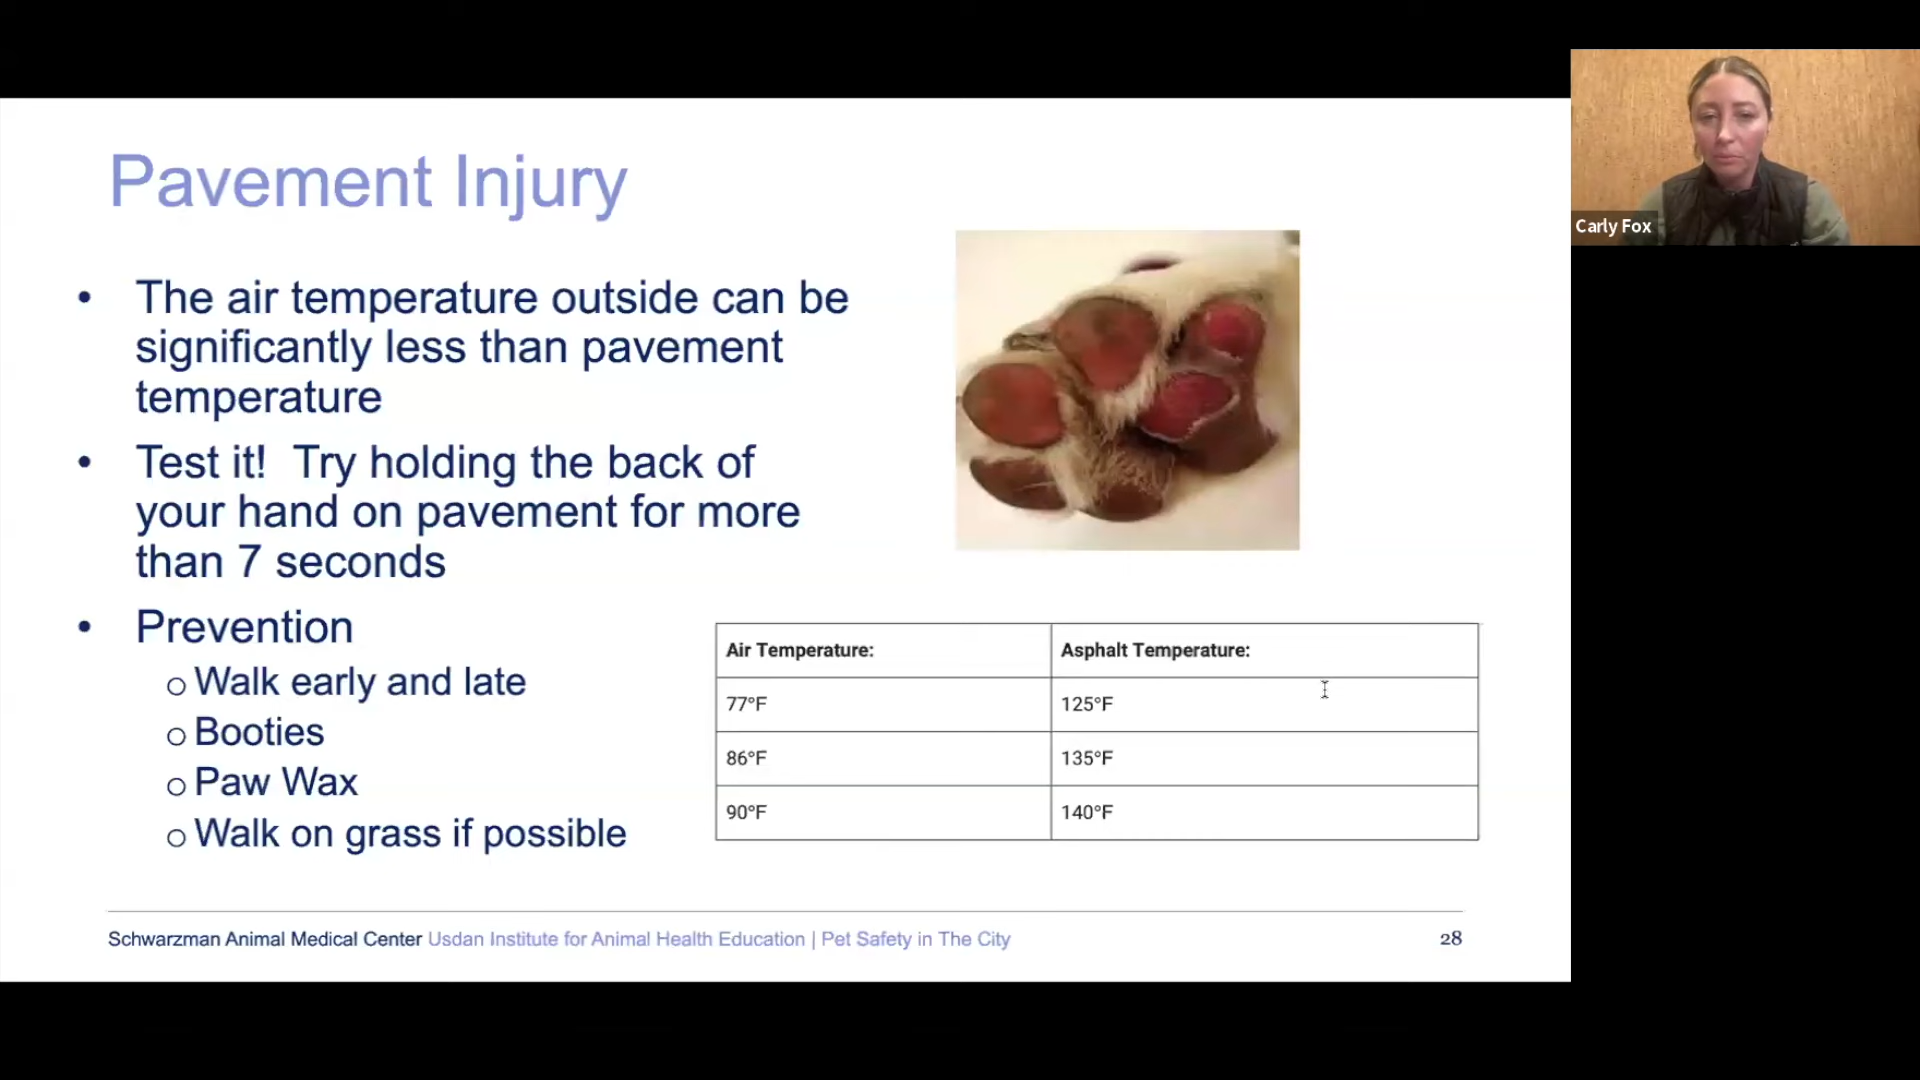 Pavement Injury
• The air temperature outside can be
significantly less than pavement
temperature
• Test it!  Try holding the back of
your hand on pavement for more
than 7 seconds
• Prevention
o Walk early and late
o Booties
o Paw Wax
o Walk on grass if possible
Air Temperature: Asphalt Temperature:
77°F 125°F
86°F 135°F
90°F 140°F
Schwarzman Animal Medical Center Usdan Institute for Animal Health Education | Pet Safety in The City 28
Carly Fox